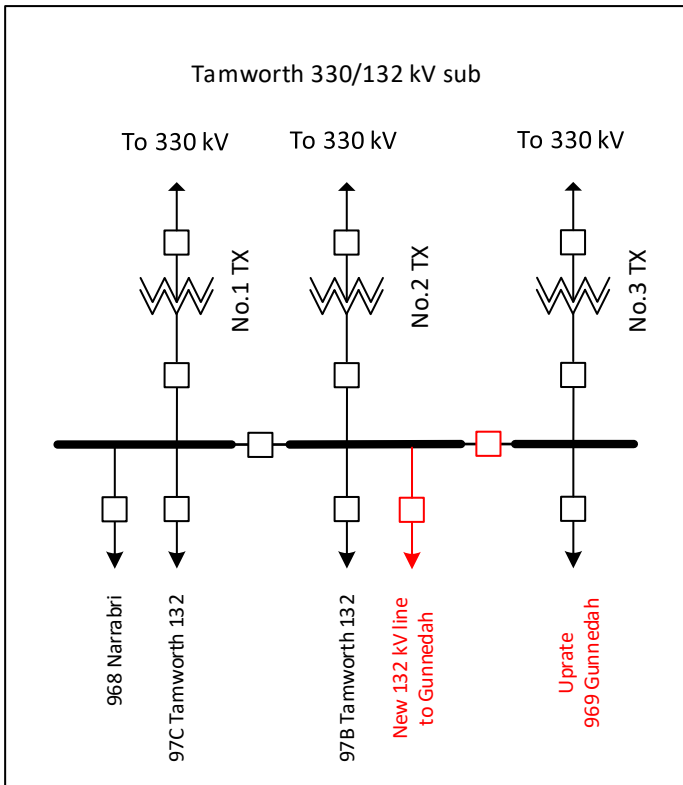 Tamworth 330/132 kV sub
To 330 kV
To 330 kV
To 330 kV
No.1 TX
No.2 TX
No.3 TX
968 Narrabri
97C Tamworth 132
97B Tamworth 132
New 132 kV line
to Gunnedah
Uprate
969 Gunnedah